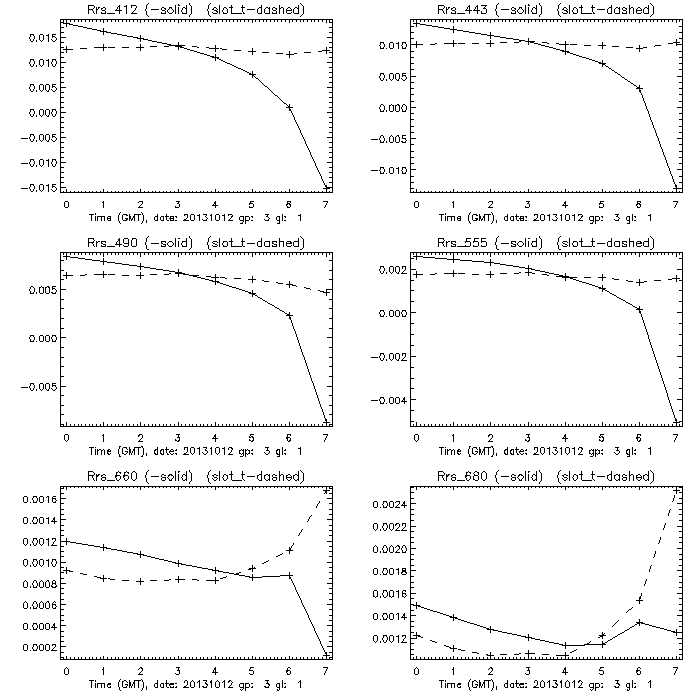 Rrs_412 (-solid) (slot_t-dashed)
0.015
0.010
0.005
0.000
-0.005
-0.010
-0.015
0 1 2 3 4 5 6 7
Time (GMT), date: 20131012 gp: 3 gl: 1
Rrs_443 (-solid) (slot_t-dashed)
0.010
0.005
0.000
-0.005
-0.010
0 1 2 3 4 5 6 7
Time (GMT), date: 20131012 gp: 3 gl: 1
Rrs_490 (-solid) (slot_t-dashed)
0.005
0.000
-0.005
0 1 2 3 4 5 6 7
Time (GMT), date: 20131012 gp: 3 gl: 1
Rrs_555 (-solid) (slot_t-dashed)
0.002
0.000
-0.002
-0.004
0 1 2 3 4 5 6 7
Time (GMT), date: 20131012 gp: 3 gl: 1
Rrs_660 (-solid) (slot_t-dashed)
0.0016
0.0014
0.0012
0.0010
0.0008
0.0006
0.0004
0.0002
0 1 2 3 4 5 6 7
Time (GMT), date: 20131012 gp: 3 gl: 1
Rrs_680 (-solid) (slot_t-dashed)
0.0024
0.0022
0.0020
0.0018
0.0016
0.0014
0.0012
0 1 2 3 4 5 6 7
Time (GMT), date: 20131012 gp: 3 gl: 1